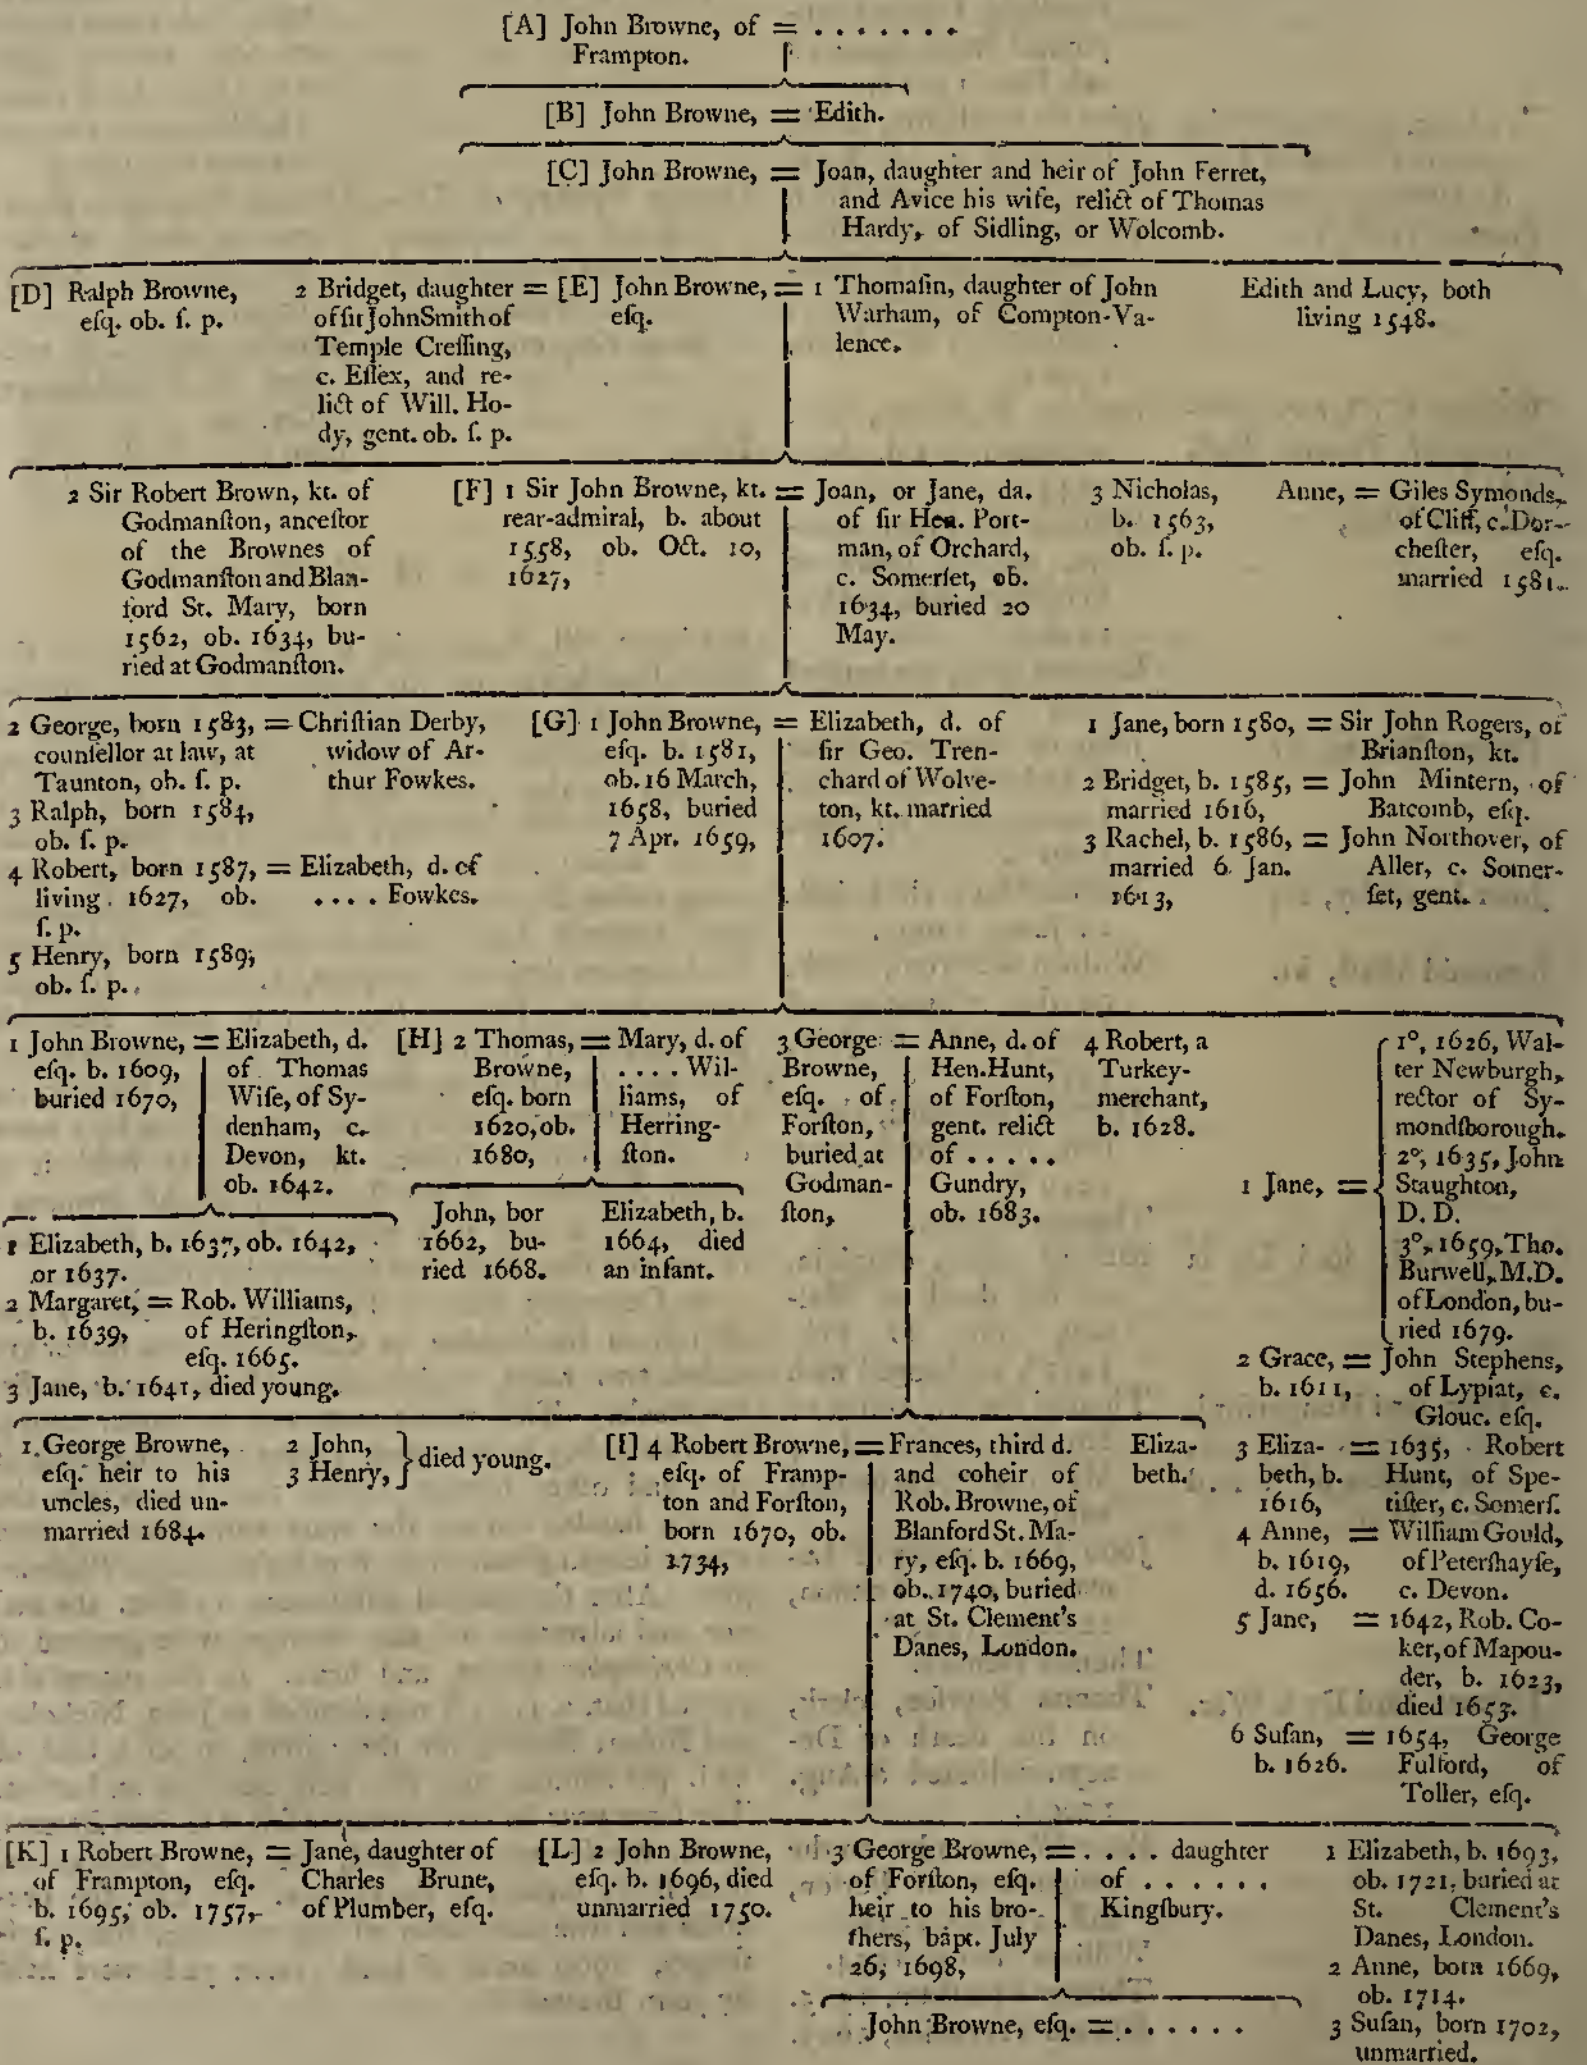 [A] John Browne, of = . . . . . . .
Frampton.
[B] John Browne, = Edith.
[C] John Browne, = Joan, daughter and heir of John Ferret,
and Avice his wife, relict of Thomas
Hardy, of Sidling, or Wolcomb.
[D] Ralph Browne,
eſq. ob. ſ. p.
2 Bridget, daughter = [E] John Browne, = 1 Thomaſin, daughter of John
of ſir John Smith of
Temple Creſſing,
c. Eſſex, and re-
lict of Will. Ho-
dy, gent. ob. ſ. p.
eſq.
Warham, of Compton-Va-
lence.
Edith and Lucy, both
living 1548.
2 Sir Robert Brown, kt. of
Godmanſton, anceſtor
of the Brownes of
Godmanſton and Blan-
ford St. Mary, born
1562, ob. 1634, bu-
ried at Godmanſton.
[F] 1 Sir John Browne, kt. =
rear-admiral, b. about
1558, ob. Oct. 10,
1627,
Joan, or Jane, da.
of ſir Hen. Port-
man, of Orchard,
c. Somerſet, ob.
1634, buried 20
May.
3 Nicholas,
b. 1563,
ob. ſ. p.
Anne, = Giles Symonds,
of Cliff, c. Dor-
cheſter, eſq.
married 1581.
2 George, born 1583, = Chriſtian Derby,
counſellor at law, at
Taunton, ob. ſ. p.
widow of Ar-
thur Fowkes.
3 Ralph, born 1584,
ob. ſ. p.
4 Robert, born 1587, = Elizabeth, d. of
living 1627, ob. . . . . Fowkes.
ſ. p.
5 Henry, born 1589,
ob. ſ. p.
[G] 1 John Browne, =
eſq. b. 1581,
ob. 16 March,
1658, buried
7 Apr. 1659,
Elizabeth, d. of
ſir Geo. Tren-
chard of Wolve-
ton, kt. married
1607.
1 Jane, born 1580, = Sir John Rogers, of
Brianſton, kt.
2 Bridget, b. 1585, = John Mintern, of
married 1616, Batcomb, eſq.
3 Rachel, b. 1586, = John Northover, of
married 6 Jan. Aller, c. Somer-
1613, ſet, gent.
1 John Browne, =
eſq. b. 1609,
buried 1670,
Elizabeth, d.
of Thomas
Wiſe, of Sy-
denham, c.
Devon, kt.
ob. 1642.
1 Elizabeth, b. 1637, ob. 1642,
or 1637.
2 Margaret, = Rob. Williams,
b. 1639, of Heringſton,
eſq. 1665.
3 Jane, b. 1641, died young.
[H] 2 Thomas, =
Browne,
eſq. born
1620, ob.
1680,
Mary, d. of
. . . . Wil-
liams, of
Herring-
ſton.
John, bor
1662, bu-
ried 1668.
Elizabeth, b.
1664, died
an infant.
3 George =
Browne,
eſq. of
Forſton,
buried at
Godman-
ſton,
Anne, d. of
Hen. Hunt,
of Forſton,
gent. relict
of . . . . .
Gundry,
ob. 1683.
4 Robert, a
Turkey-
merchant,
b. 1628.
1 Jane, =
1°, 1626, Wal-
ter Newburgh,
rector of Sy-
mondſborough.
2°, 1635, John
Staughton,
D. D.
3°, 1659, Tho.
Burwell, M.D.
of London, bu-
ried 1679.
2 Grace, = John Stephens,
b. 1611, of Lypiat, c.
Glouc. eſq.
3 Eliza- = 1635, Robert
beth, b. Hunt, of Spe-
1616, tiſter, c. Somerſ.
4 Anne, = William Gould,
b. 1619, of Peterſhayſe,
d. 1656. c. Devon.
5 Jane, = 1642, Rob. Co-
ker, of Mapou-
der, b. 1623,
died 1653.
6 Suſan, = 1654, George
b. 1626. Fulford, of
Toller, eſq.
1 George Browne,
eſq. heir to his
uncles, died un-
married 1684.
2 John,
3 Henry, } died young.
[I] 4 Robert Browne, =
eſq. of Framp-
ton and Forſton,
born 1670, ob.
1734,
Frances, third d.
and coheir of
Rob. Browne, of
Blanford St. Ma-
ry, eſq. b. 1669,
ob. 1740, buried
at St. Clement's
Danes, London.
Eliza-
beth.
[K] 1 Robert Browne, =
of Frampton, eſq.
b. 1695, ob. 1757,
ſ. p.
Jane, daughter of
Charles Brune,
of Plumber, eſq.
[L] 2 John Browne,
eſq. b. 1696, died
unmarried 1750.
3 George Browne, =
of Forſton, eſq.
heir to his bro-
thers, bapt. July
26, 1698,
. . . . daughter
of . . . . . .
Kingſbury.
John Browne, eſq. = . . . . . .
1 Elizabeth, b. 1693,
ob. 1721, buried at
St. Clement's
Danes, London.
2 Anne, born 1669,
ob. 1714.
3 Suſan, born 1702,
unmarried.